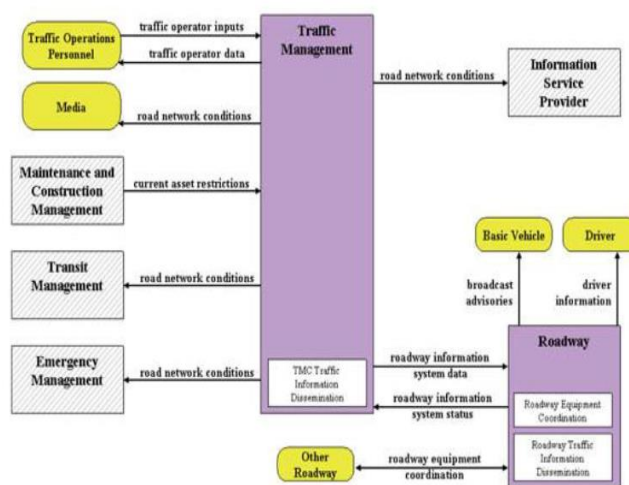 Traffic Operations
Personnel
traffic operator inputs
traffic operator data
Traffic
Management
road network conditions
Information
Service
Provider
Media
road network conditions
Maintenance and
Construction
Management
current asset restrictions
Transit
Management
road network conditions
Emergency
Management
road network conditions
TMC Traffic
Information
Dissemination
Basic Vehicle
Driver
broadcast
advisories
driver
information
Roadway
roadway information
system data
roadway information
system status
Roadway Equipment
Coordination
Roadway Traffic
Information
Dissemination
Other
Roadway
roadway equipment
coordination